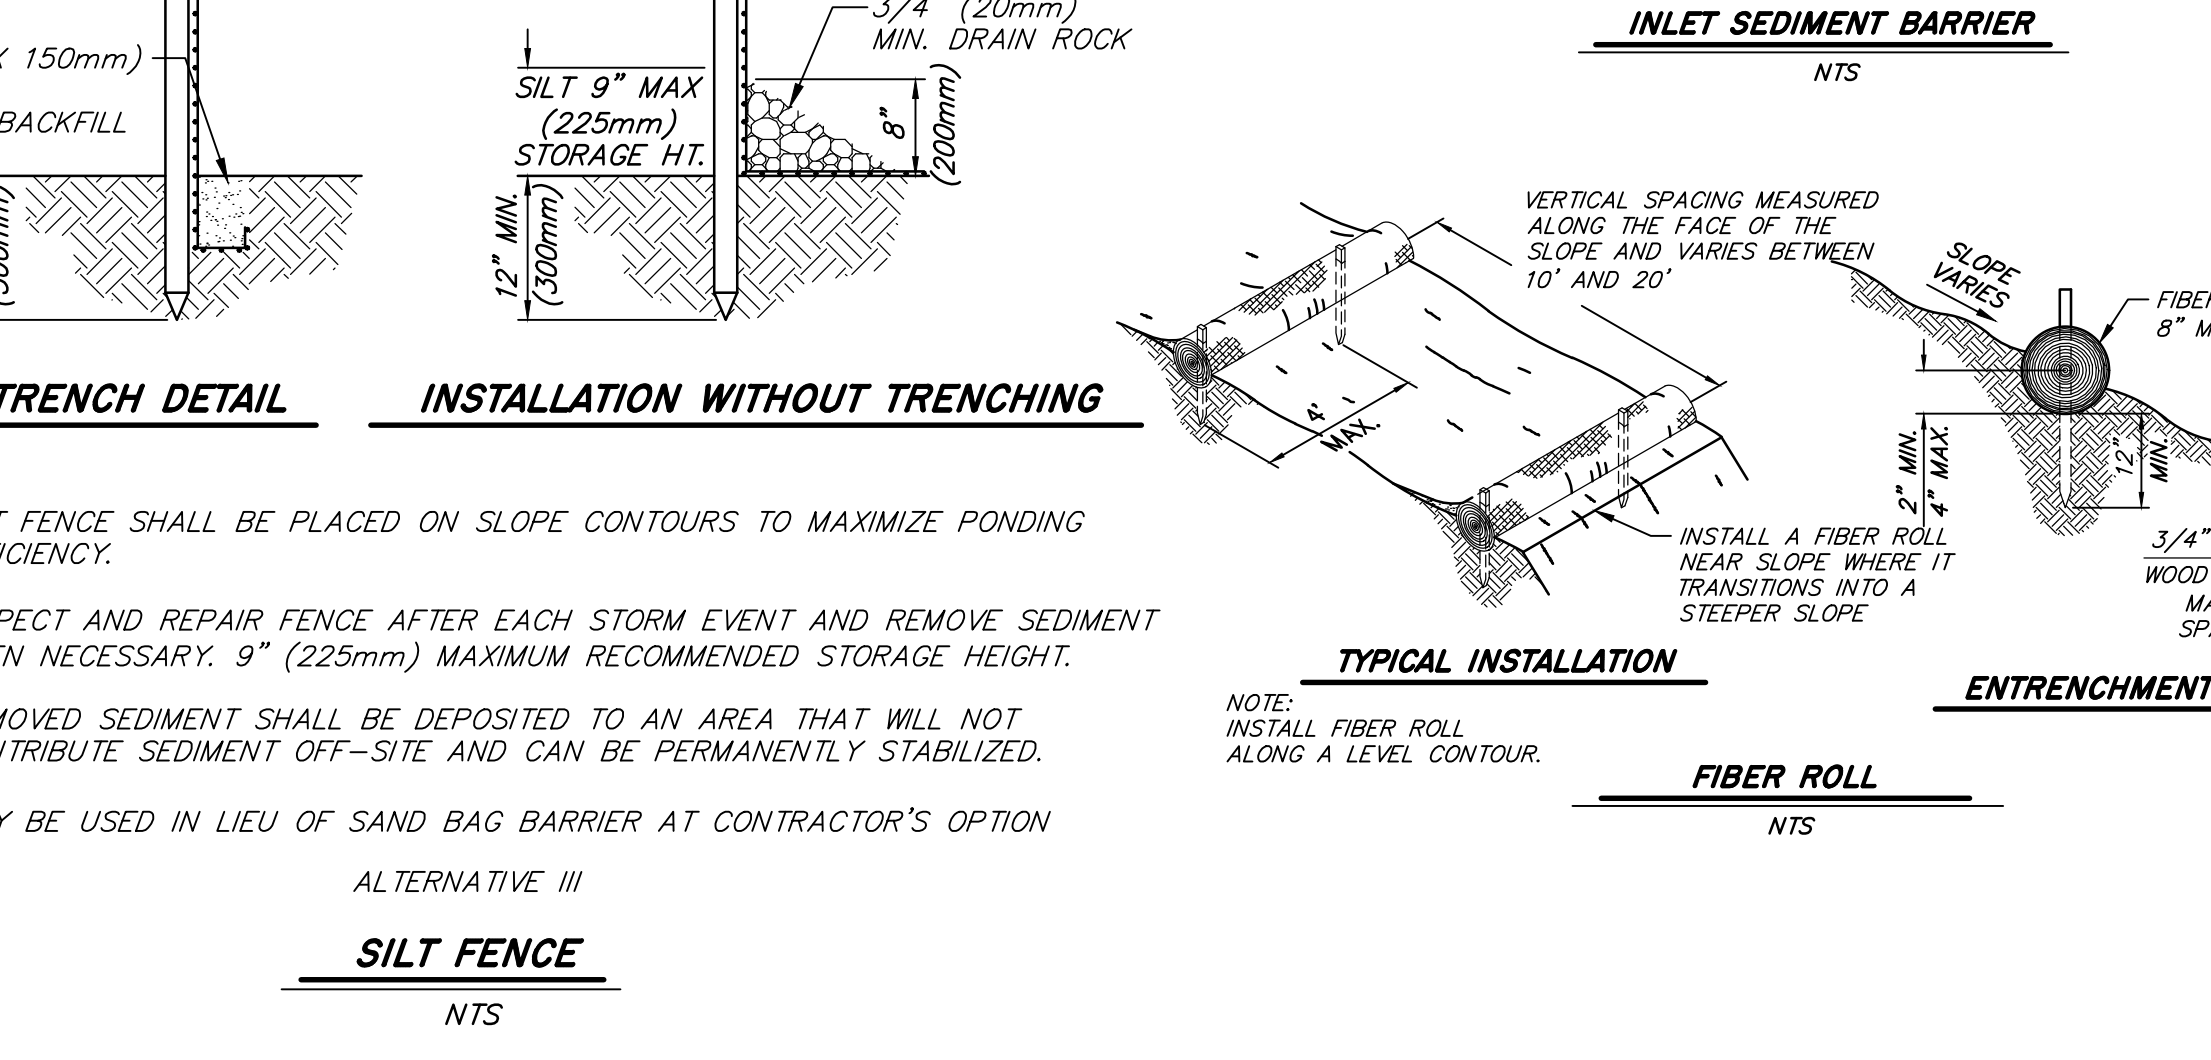 150mm)
BACKFILL
TRENCH DETAIL
3/4" (20mm)
MIN. DRAIN ROCK
SILT 9" MAX
(225mm)
STORAGE HT.
8"
(200mm)
12" MIN.
(300mm)
INSTALLATION WITHOUT TRENCHING
FENCE SHALL BE PLACED ON SLOPE CONTOURS TO MAXIMIZE PONDING
AND REPAIR FENCE AFTER EACH STORM EVENT AND REMOVE SEDIMENT
NECESSARY. 9" (225mm) MAXIMUM RECOMMENDED STORAGE HEIGHT.
SEDIMENT SHALL BE DEPOSITED TO AN AREA THAT WILL NOT
SEDIMENT OFF-SITE AND CAN BE PERMANENTLY STABILIZED.
BE USED IN LIEU OF SAND BAG BARRIER AT CONTRACTOR'S OPTION
ALTERNATIVE III
SILT FENCE
NTS
INLET SEDIMENT BARRIER
NTS
VERTICAL SPACING MEASURED
ALONG THE FACE OF THE
SLOPE AND VARIES BETWEEN
10' AND 20'
4'
MAX.
INSTALL A FIBER ROLL
NEAR SLOPE WHERE IT
TRANSITIONS INTO A
STEEPER SLOPE
TYPICAL INSTALLATION
NOTE:
INSTALL FIBER ROLL
ALONG A LEVEL CONTOUR.
SLOPE
VARIES
FIBER
8" M
2" MIN.
4" MAX.
12"
MIN.
3/4"
WOOD
ENTRENCHMENT
FIBER ROLL
NTS